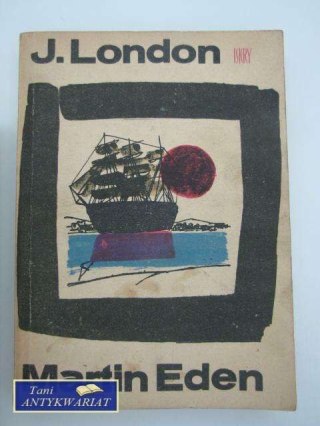 J. London ISKRY
Martin Eden
Tani
ANTYKWARIAT